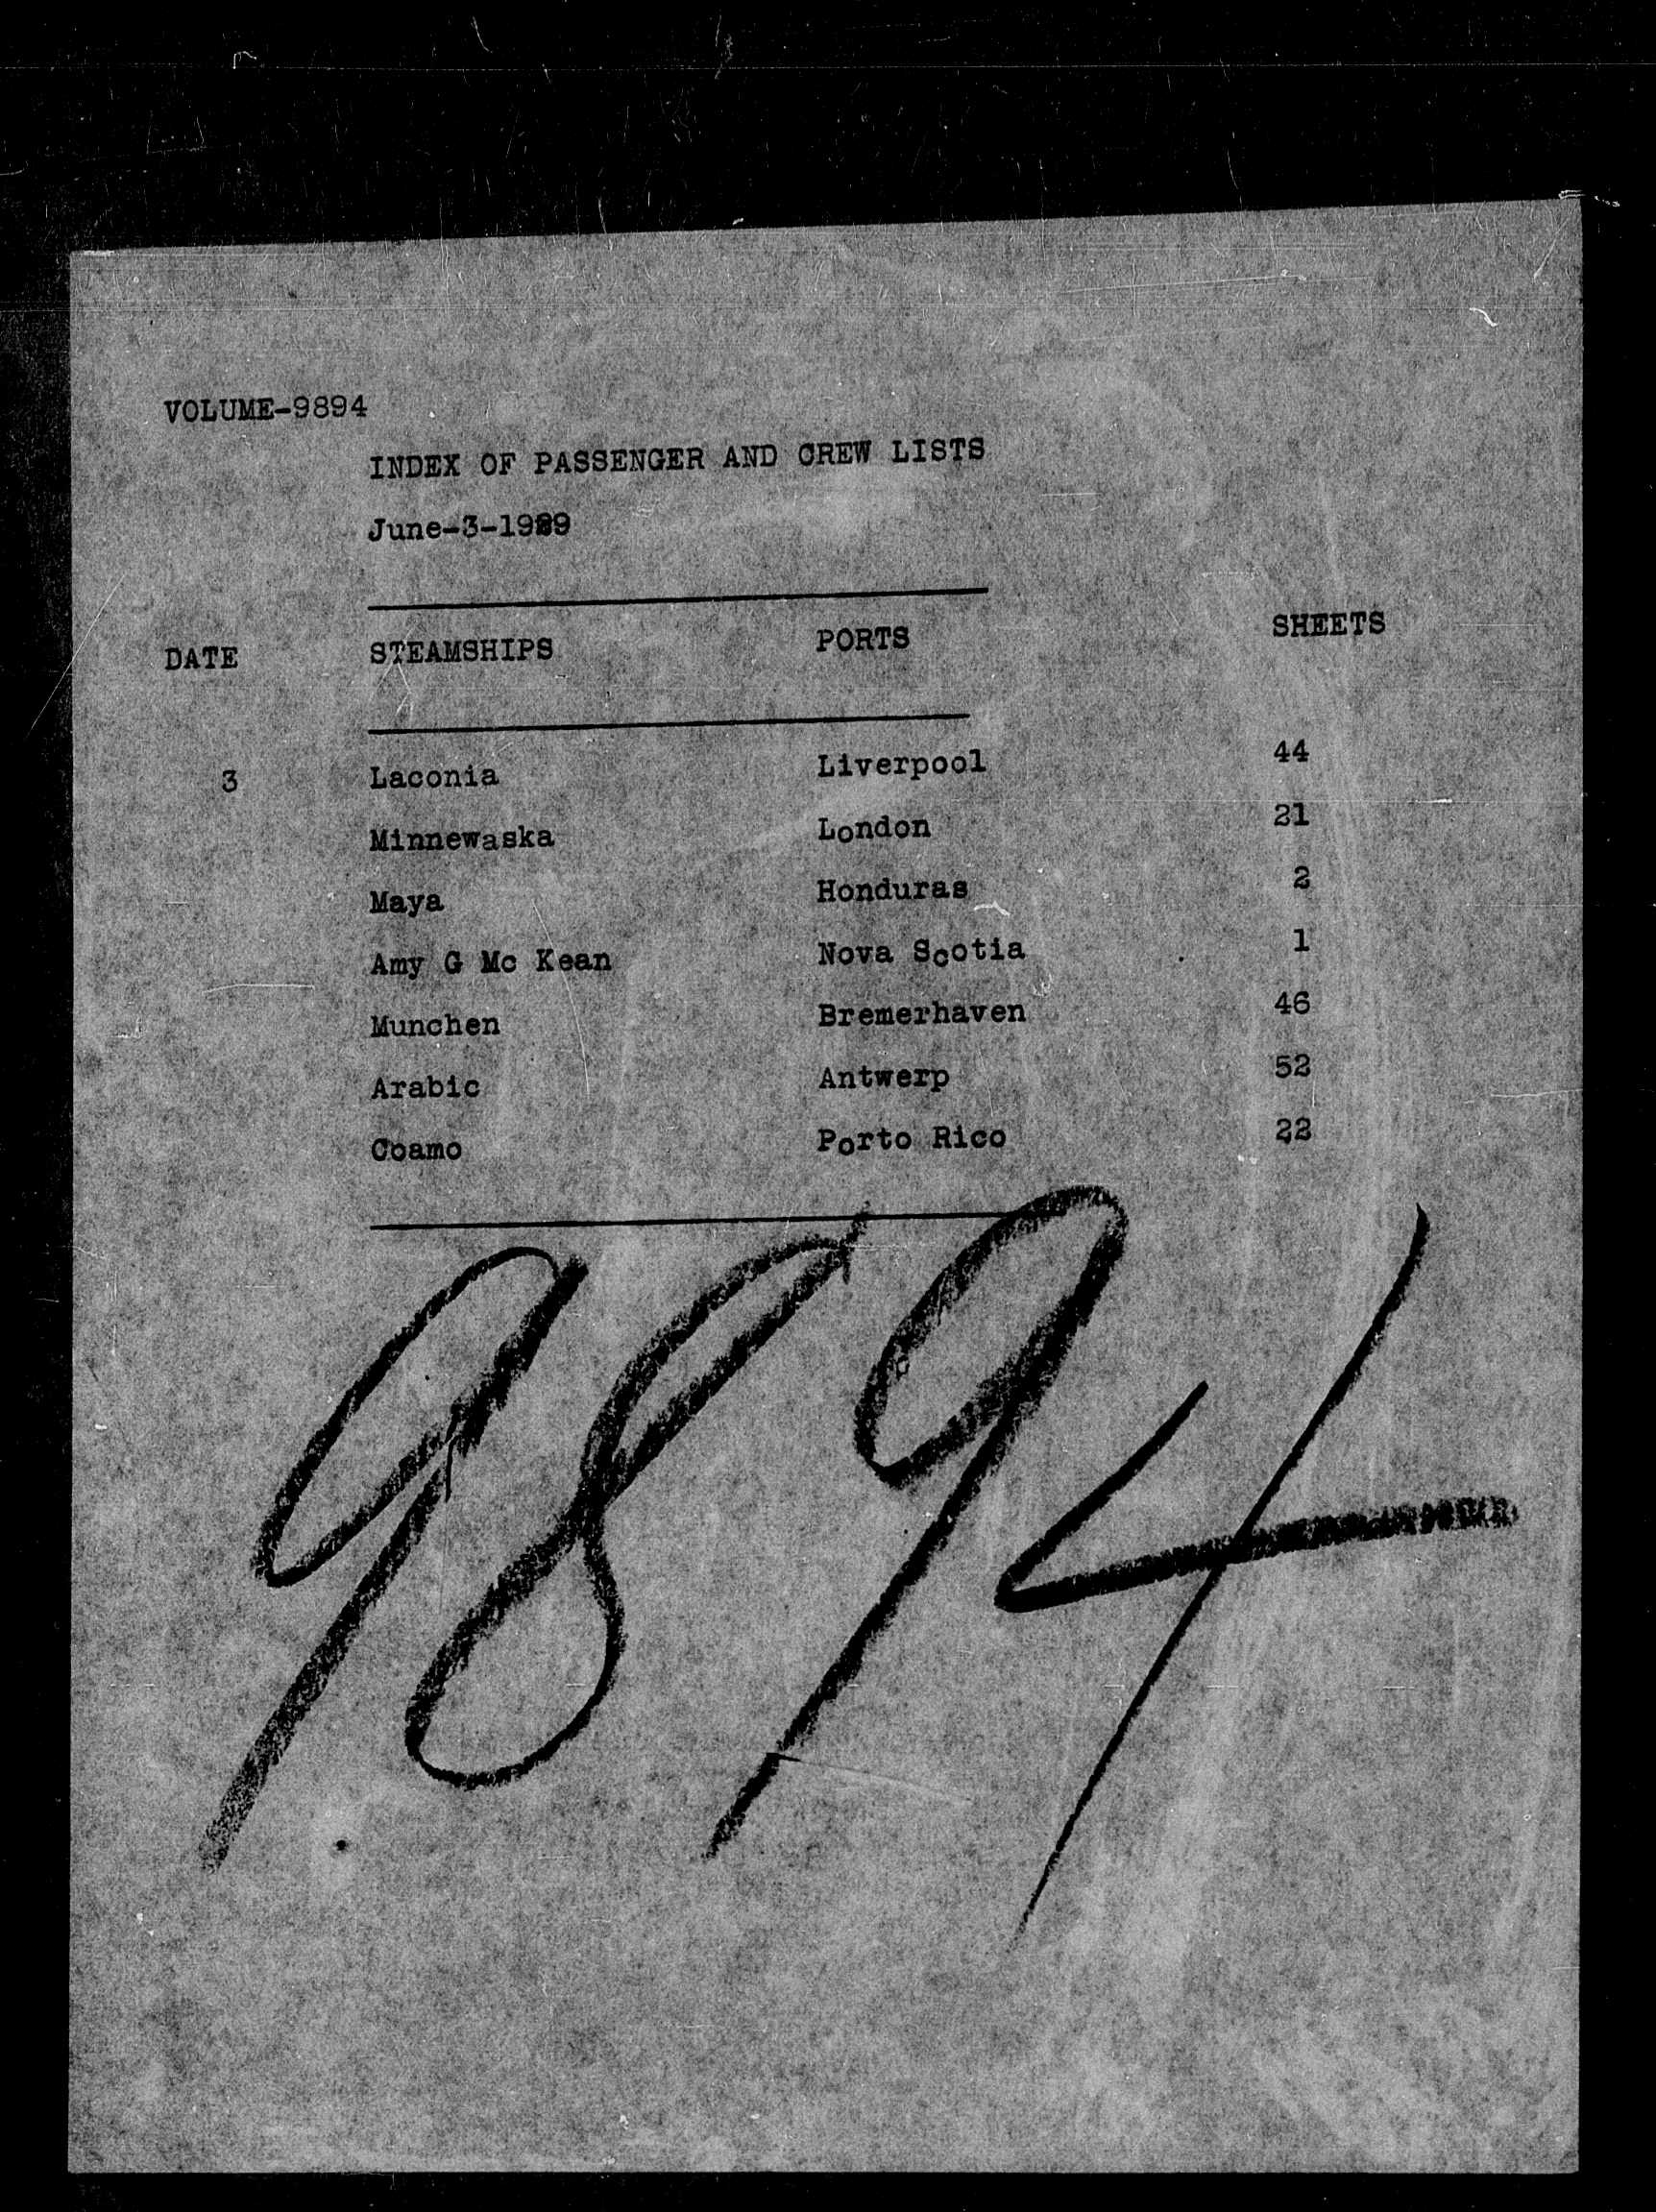 VOLUME-9894
INDEX OF PASSENGER AND CREW LISTS
June-3-1929
DATE STEAMSHIPS PORTS SHEETS
3 Laconia Liverpool 44
Minnewaska London 21
Maya Honduras 2
Amy G Mc Kean Nova Scotia 1
Munchen Bremerhaven 46
Arabic Antwerp 52
Coamo Porto Rico 22
9894